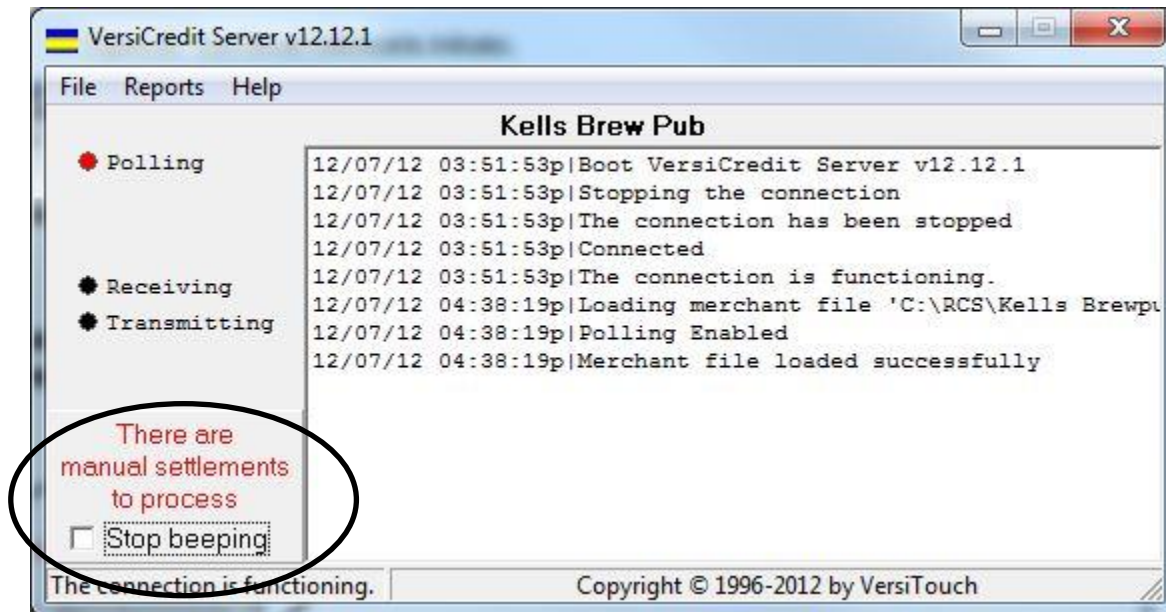 VersiCredit Server v12.12.1
File Reports Help
Kells Brew Pub
Polling
Receiving
Transmitting
12/07/12 03:51:53p|Boot VersiCredit Server v12.12.1
12/07/12 03:51:53p|Stopping the connection
12/07/12 03:51:53p|The connection has been stopped
12/07/12 03:51:53p|Connected
12/07/12 03:51:53p|The connection is functioning.
12/07/12 04:38:19p|Loading merchant file 'C:\RCS\Kells Brewpu
12/07/12 04:38:19p|Polling Enabled
12/07/12 04:38:19p|Merchant file loaded successfully
There are
manual settlements
to process
Stop beeping
The connection is functioning.
Copyright © 1996-2012 by VersiTouch